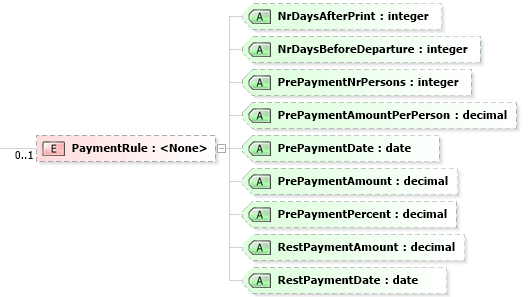 A NrDaysAfterPrint : integer
A NrDaysBeforeDeparture : integer
A PrePaymentNrPersons : integer
A PrePaymentAmountPerPerson : decimal
0..1 E PaymentRule : <None>
A PrePaymentDate : date
A PrePaymentAmount : decimal
A PrePaymentPercent : decimal
A RestPaymentAmount : decimal
A RestPaymentDate : date